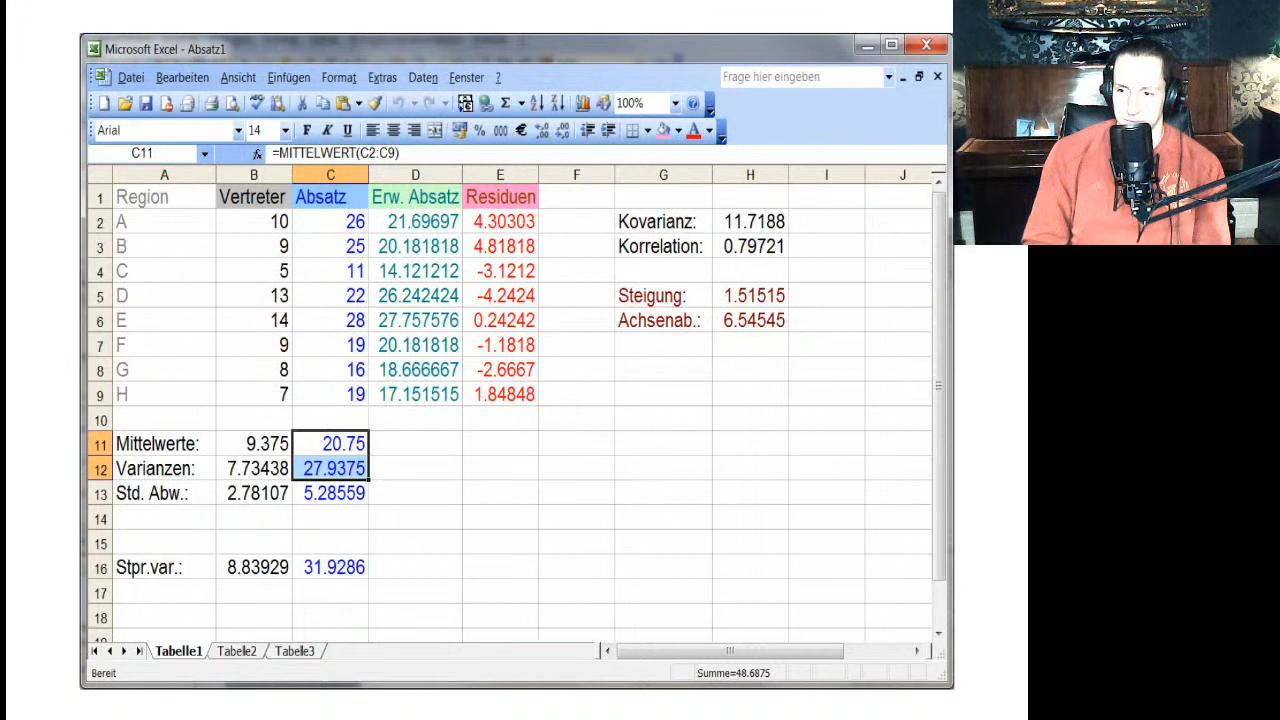 Microsoft Excel - Absatz1
Datei Bearbeiten Ansicht Einfügen Format Extras Daten Fenster ? Frage hier eingeben
100%
Arial 14 F K U % 000 €
C11 fx =MITTELWERT(C2:C9)
A B C D E F G H I J
1 Region Vertreter Absatz Erw. Absatz Residuen
2 A 10 26 21.69697 4.30303 Kovarianz: 11.7188
3 B 9 25 20.181818 4.81818 Korrelation: 0.79721
4 C 5 11 14.121212 -3.1212
5 D 13 22 26.242424 -4.2424 Steigung: 1.51515
6 E 14 28 27.757576 0.24242 Achsenab.: 6.54545
7 F 9 19 20.181818 -1.1818
8 G 8 16 18.666667 -2.6667
9 H 7 19 17.151515 1.84848
10
11 Mittelwerte: 9.375 20.75
12 Varianzen: 7.73438 27.9375
13 Std. Abw.: 2.78107 5.28559
14
15
16 Stpr.var.: 8.83929 31.9286
17
18
Tabelle1 Tabelle2 Tabelle3
Bereit Summe=48.6875